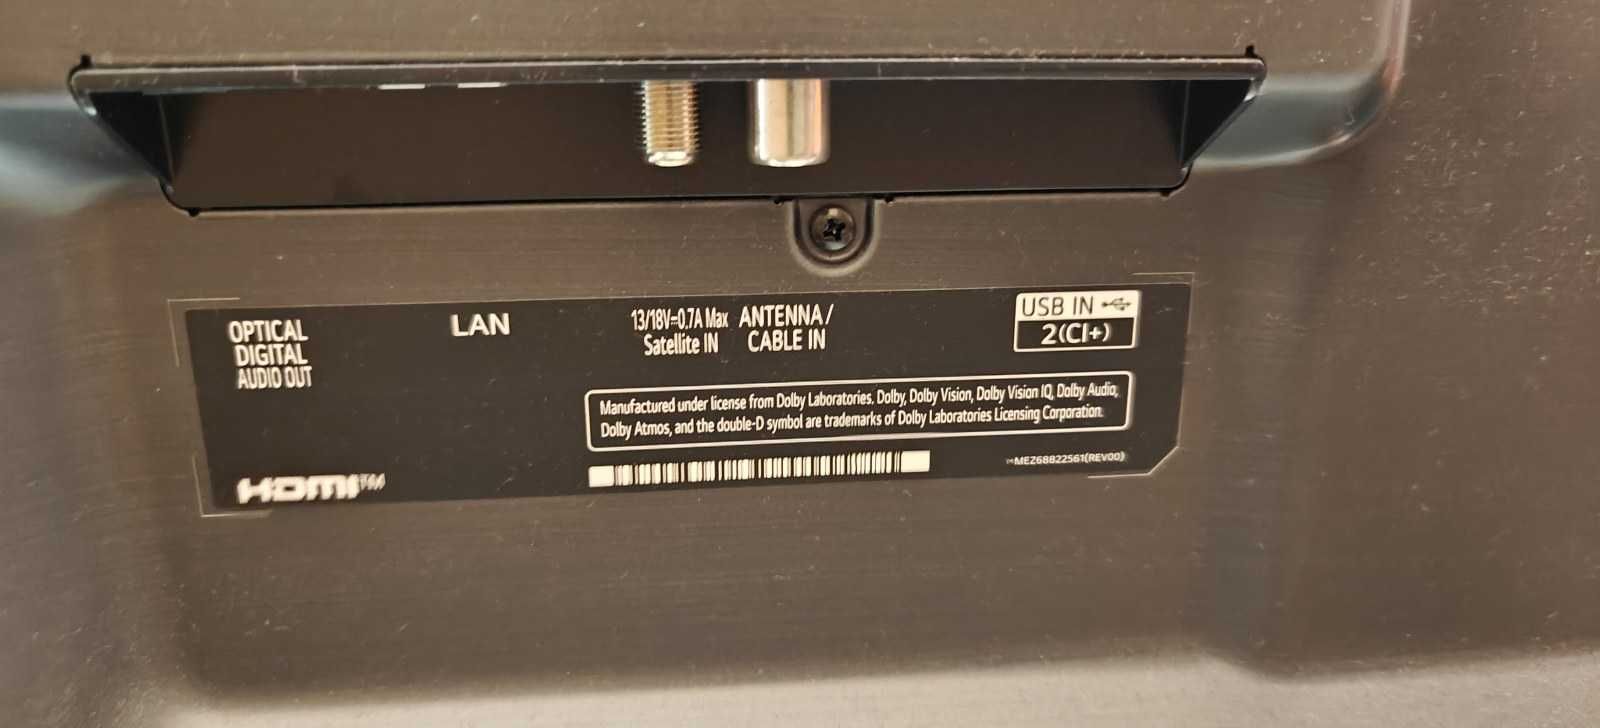 OPTICAL
DIGITAL
AUDIO OUT
LAN
13/18V=0.7A Max
Satellite IN
ANTENNA /
CABLE IN
USB IN
2(CI+)
Manufactured under license from Dolby Laboratories. Dolby, Dolby Vision, Dolby Vision IQ, Dolby Audio,
Dolby Atmos, and the double-D symbol are trademarks of Dolby Laboratories Licensing Corporation.
HDMI™
MEZ68822561(REV00)